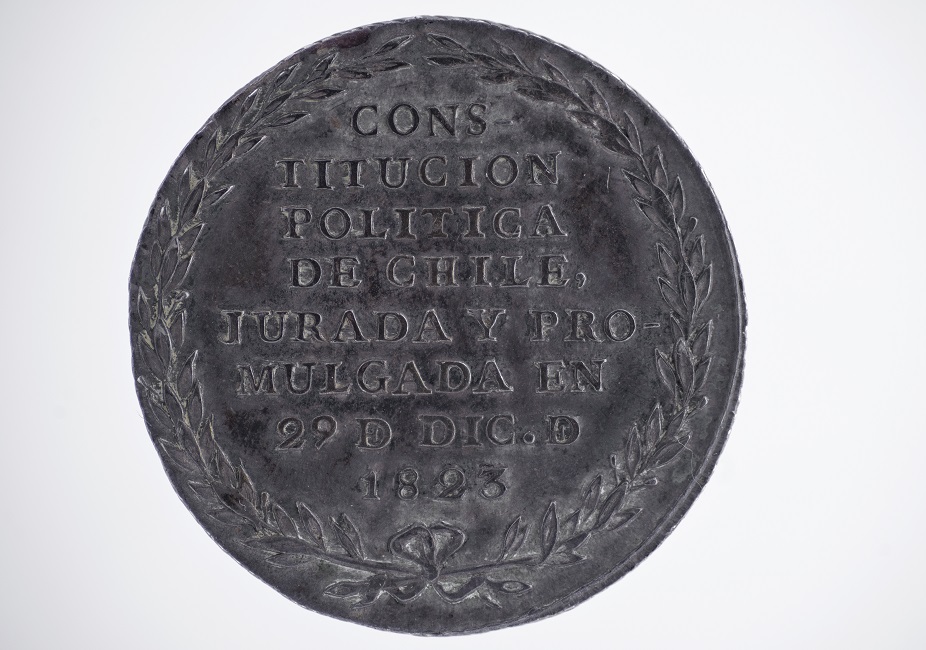 CONS-
TITUCION
POLITICA
DE CHILE,
JURADA Y PRO-
MULGADA EN
29 D DIC. D
1823